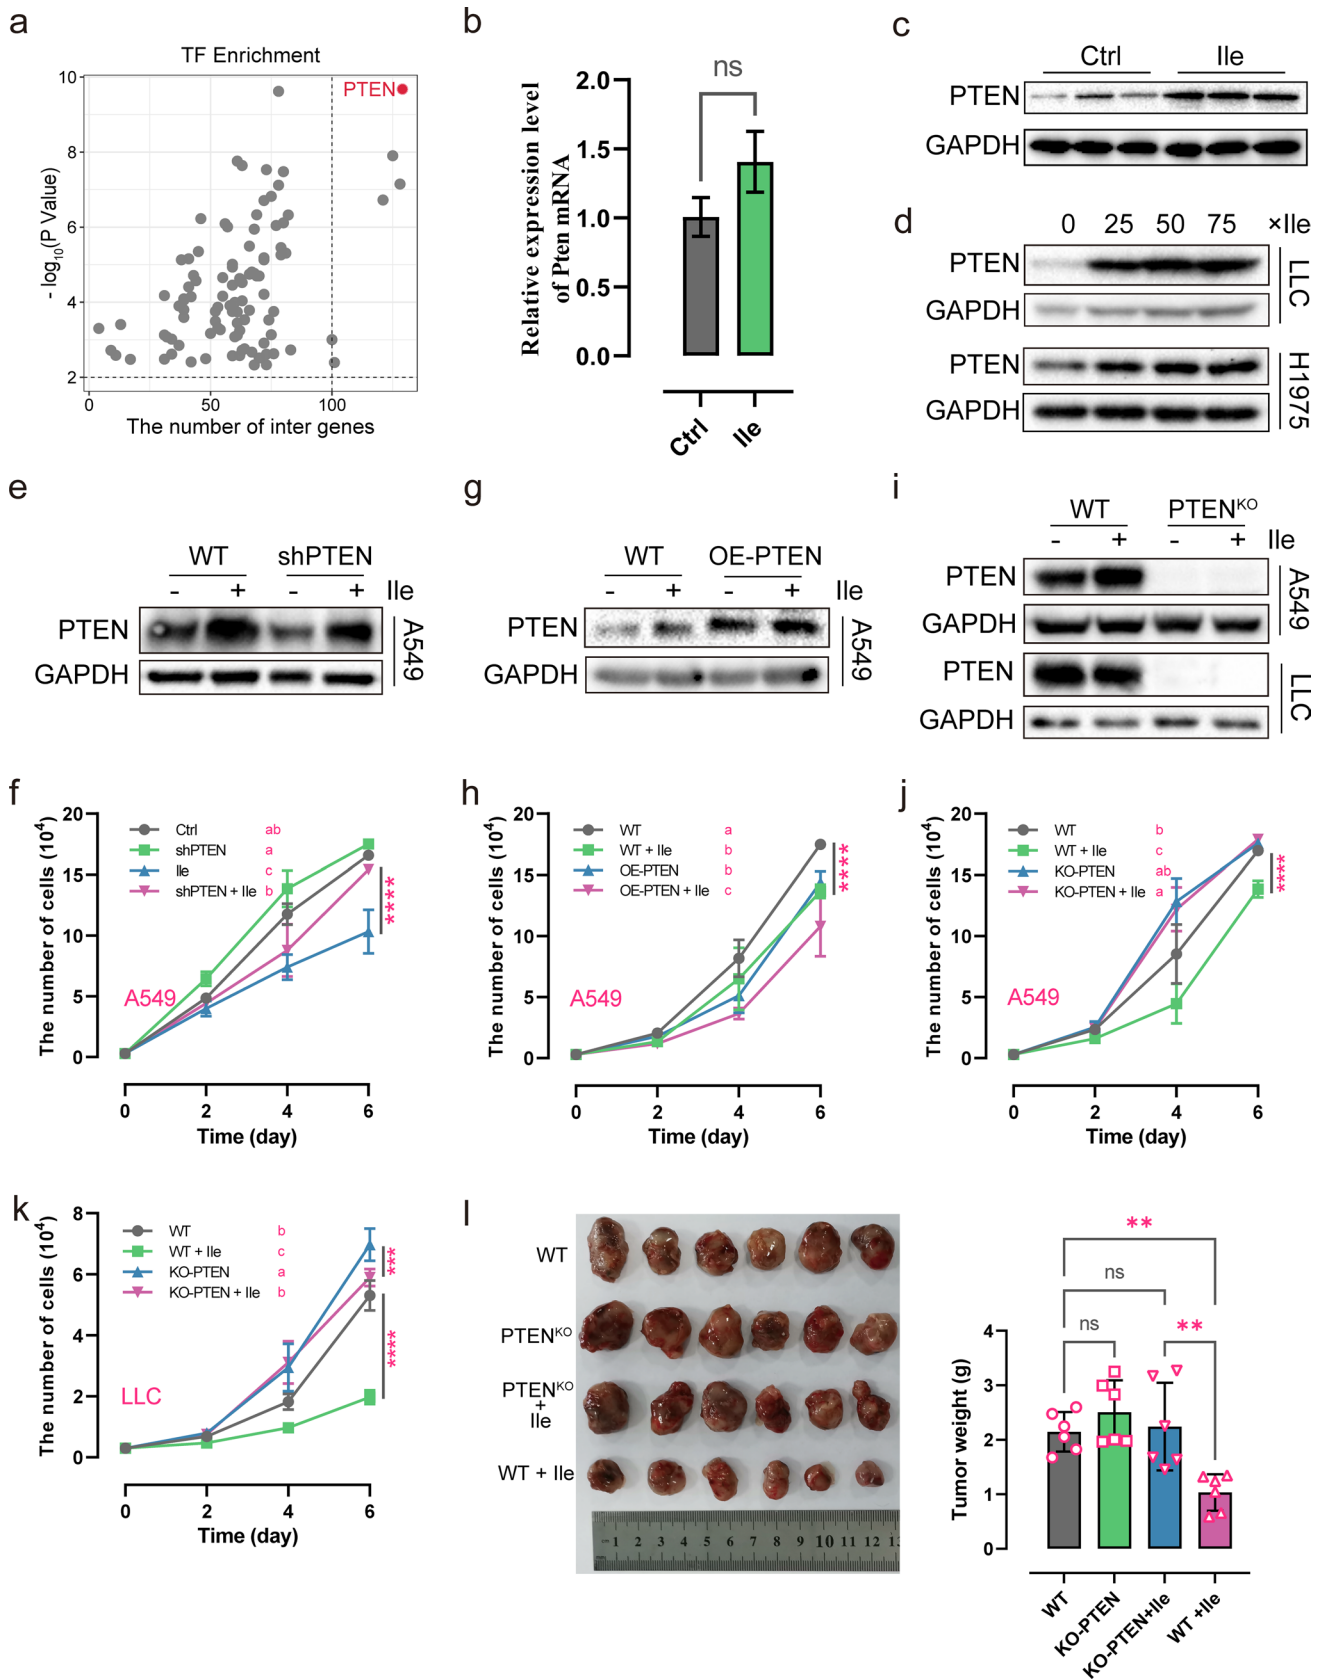 a
TF Enrichment
PTEN
10
8
6
4
2
0
50
100
- log10(P Value)
The number of inter genes
b
ns
2.0
1.5
1.0
0.5
0.0
Relative expression level
of Pten mRNA
Ctrl
Ile
c
Ctrl Ile
PTEN
GAPDH
d
0 25 50 75 ×Ile
PTEN
GAPDH
LLC
PTEN
GAPDH
H1975
e
WT shPTEN
- + - + Ile
PTEN
GAPDH
A549
g
WT OE-PTEN
- + - + Ile
PTEN
GAPDH
A549
i
WT PTENKO
- + - + Ile
PTEN
GAPDH
A549
PTEN
GAPDH
LLC
f
20
15
10
5
0
The number of cells (10⁴)
Ctrl ab
shPTEN a
Ile c
shPTEN + Ile b
****
A549
0 2 4 6
Time (day)
h
20
15
10
5
0
The number of cells (10⁴)
WT a
WT + Ile b
OE-PTEN b
OE-PTEN + Ile c
****
A549
0 2 4 6
Time (day)
j
20
15
10
5
0
The number of cells (10⁴)
WT b
WT + Ile c
KO-PTEN ab
KO-PTEN + Ile a
****
A549
0 2 4 6
Time (day)
k
8
6
4
2
0
The number of cells (10⁴)
WT b
WT + Ile c
KO-PTEN a
KO-PTEN + Ile b
***
****
LLC
0 2 4 6
Time (day)
l
WT
PTENKO
PTENKO
+
Ile
WT + Ile
1 2 3 4 5 6 7 8 9 10 11 12 13
**
ns
ns **
4
3
2
1
0
Tumor weight (g)
WT
KO-PTEN
KO-PTEN+Ile
WT +Ile